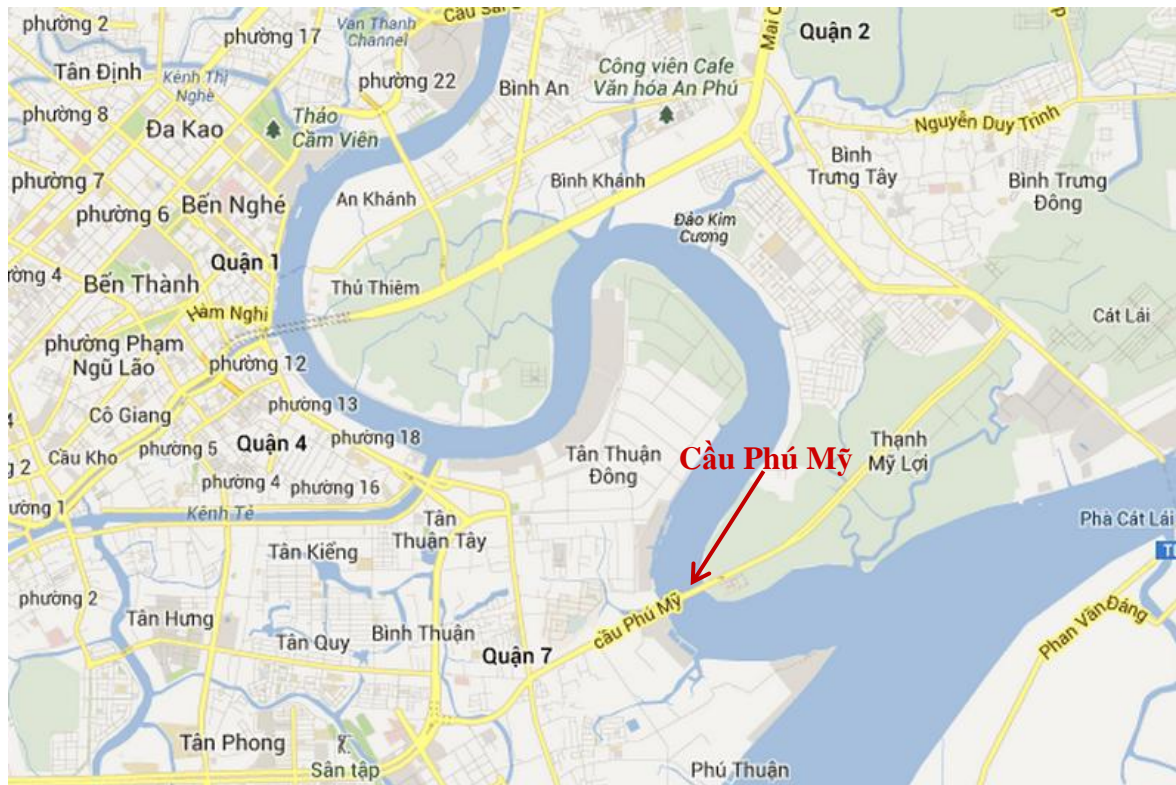 phường 2
phường 17
Van Thanh
Channel
Cầu Sài
Mai C
Quận 2
Tân Định
Kênh Thị
Nghè
phường 22
Bình An
Công viên Cafe
Văn hóa An Phú
phường 8
Đa Kao
Thảo
Cầm Viên
Nguyễn Duy Trinh
phường 7
Bình
Trưng Tây
Bình Trưng
Đông
phường 6
Bến Nghé
An Khánh
Bình Khánh
Đảo Kim
Cương
Quận 1
ường 4
Bến Thành
Thủ Thiêm
Hàm Nghi
Cát Lái
phường Phạm
Ngũ Lão
phường 12
Cô Giang
phường 13
Quận 4
phường 18
Cầu Kho
phường 5
Tân Thuận
Đông
Cầu Phú Mỹ
Thạnh
Mỹ Lợi
g 2
phường 4
phường 16
ường 1
Kênh Tẻ
Tân
Thuận Tây
Phà Cát Lái
Tân Kiểng
phường 2
Tân Hưng
Tân Quy
Bình Thuận
Quận 7
cầu Phú Mỹ
Phan Văn Đáng
Tân Phong
Sân tập
Phú Thuận